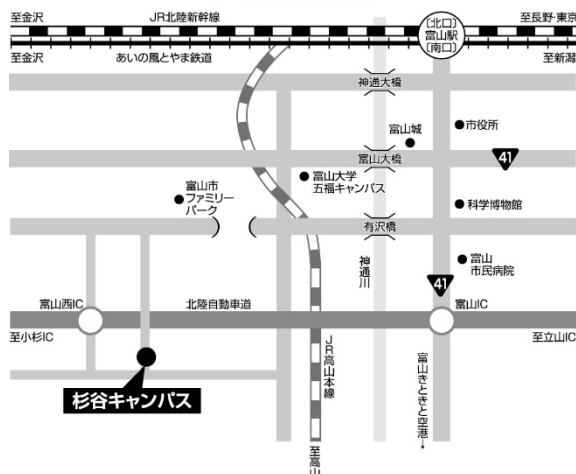 至金沢
JR北陸新幹線
〔北口〕
富山駅
〔南口〕
至長野・東京
至金沢
あいの風とやま鉄道
至新潟
神通大橋
富山城
市役所
富山大橋
41
富山大学
五福キャンパス
富山市
ファミリー
パーク
科学博物館
有沢橋
神通川
富山
市民病院
41
富山西IC
北陸自動車道
富山IC
至小杉IC
至立山IC
JR高山本線
富山きときと空港→
杉谷キャンパス
至高山